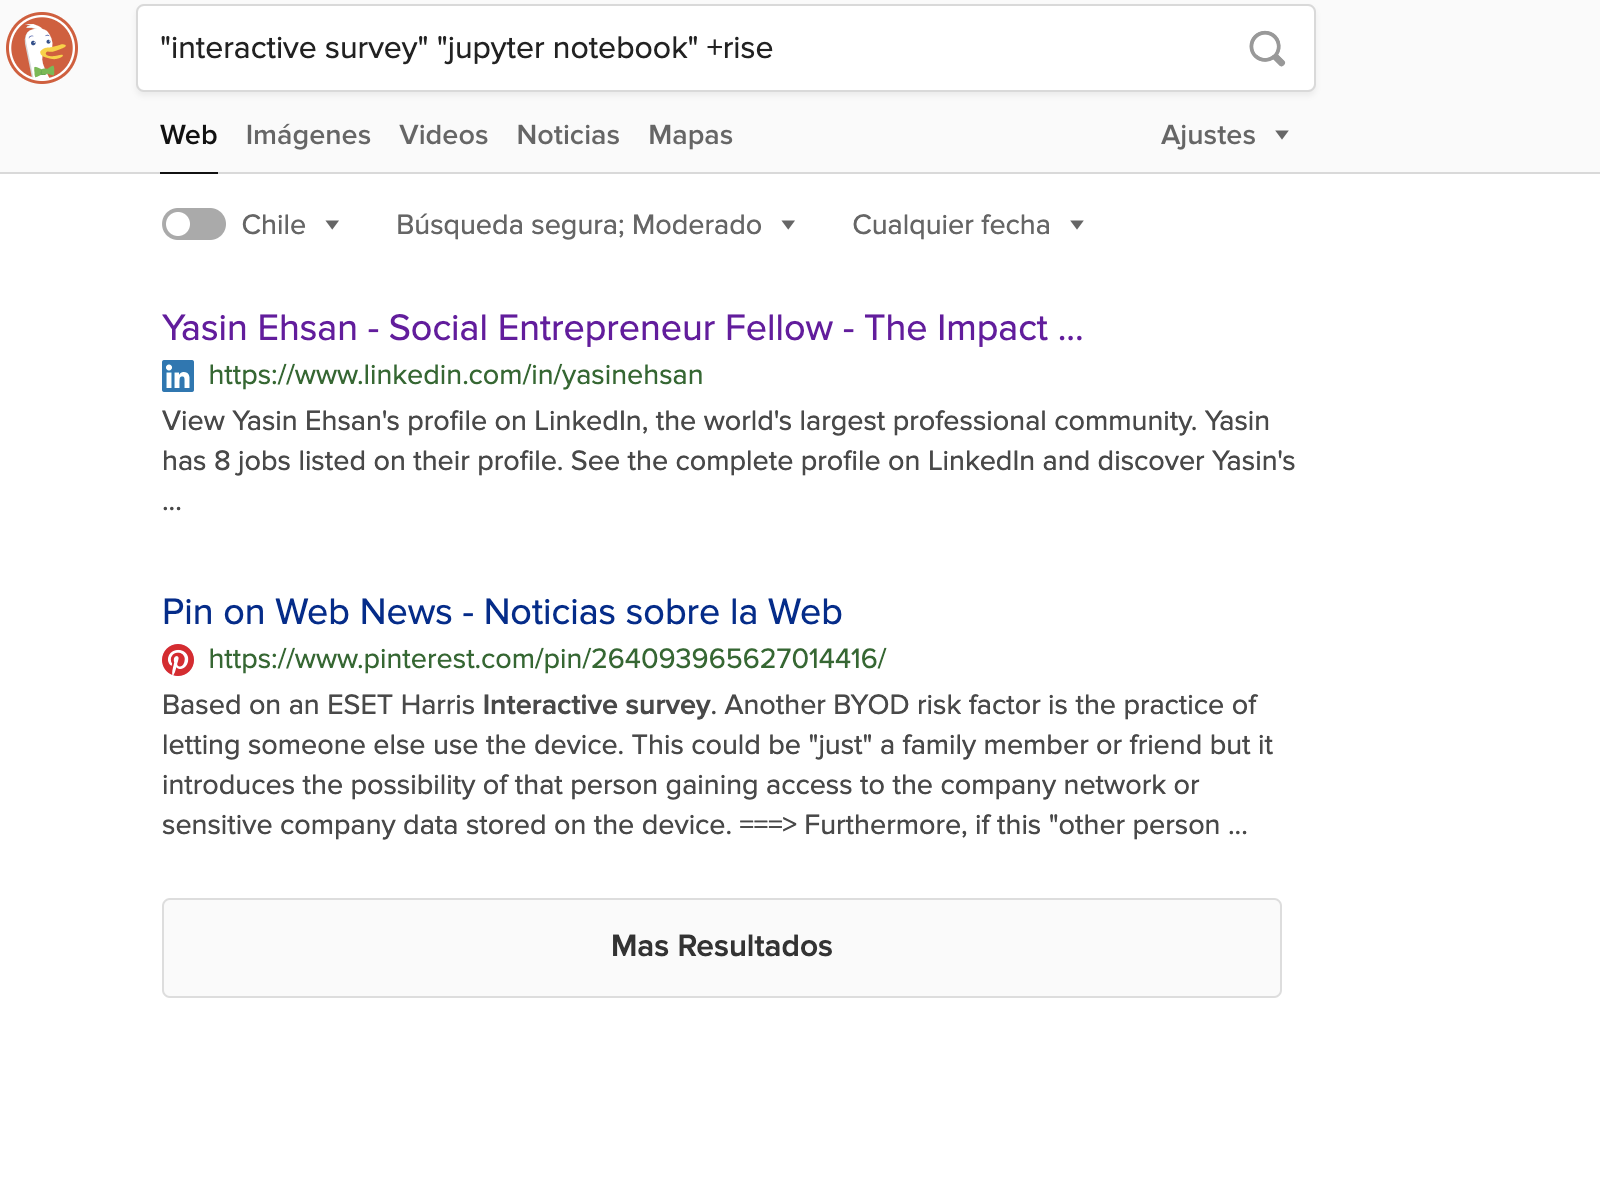 "interactive survey" "jupyter notebook" +rise
Web Imágenes Videos Noticias Mapas Ajustes
Chile Búsqueda segura; Moderado Cualquier fecha
Yasin Ehsan - Social Entrepreneur Fellow - The Impact ...
in https://www.linkedin.com/in/yasinehsan
View Yasin Ehsan's profile on LinkedIn, the world's largest professional community. Yasin
has 8 jobs listed on their profile. See the complete profile on LinkedIn and discover Yasin's
...
Pin on Web News - Noticias sobre la Web
https://www.pinterest.com/pin/264093965627014416/
Based on an ESET Harris Interactive survey. Another BYOD risk factor is the practice of
letting someone else use the device. This could be "just" a family member or friend but it
introduces the possibility of that person gaining access to the company network or
sensitive company data stored on the device. ===> Furthermore, if this "other person ...
Mas Resultados